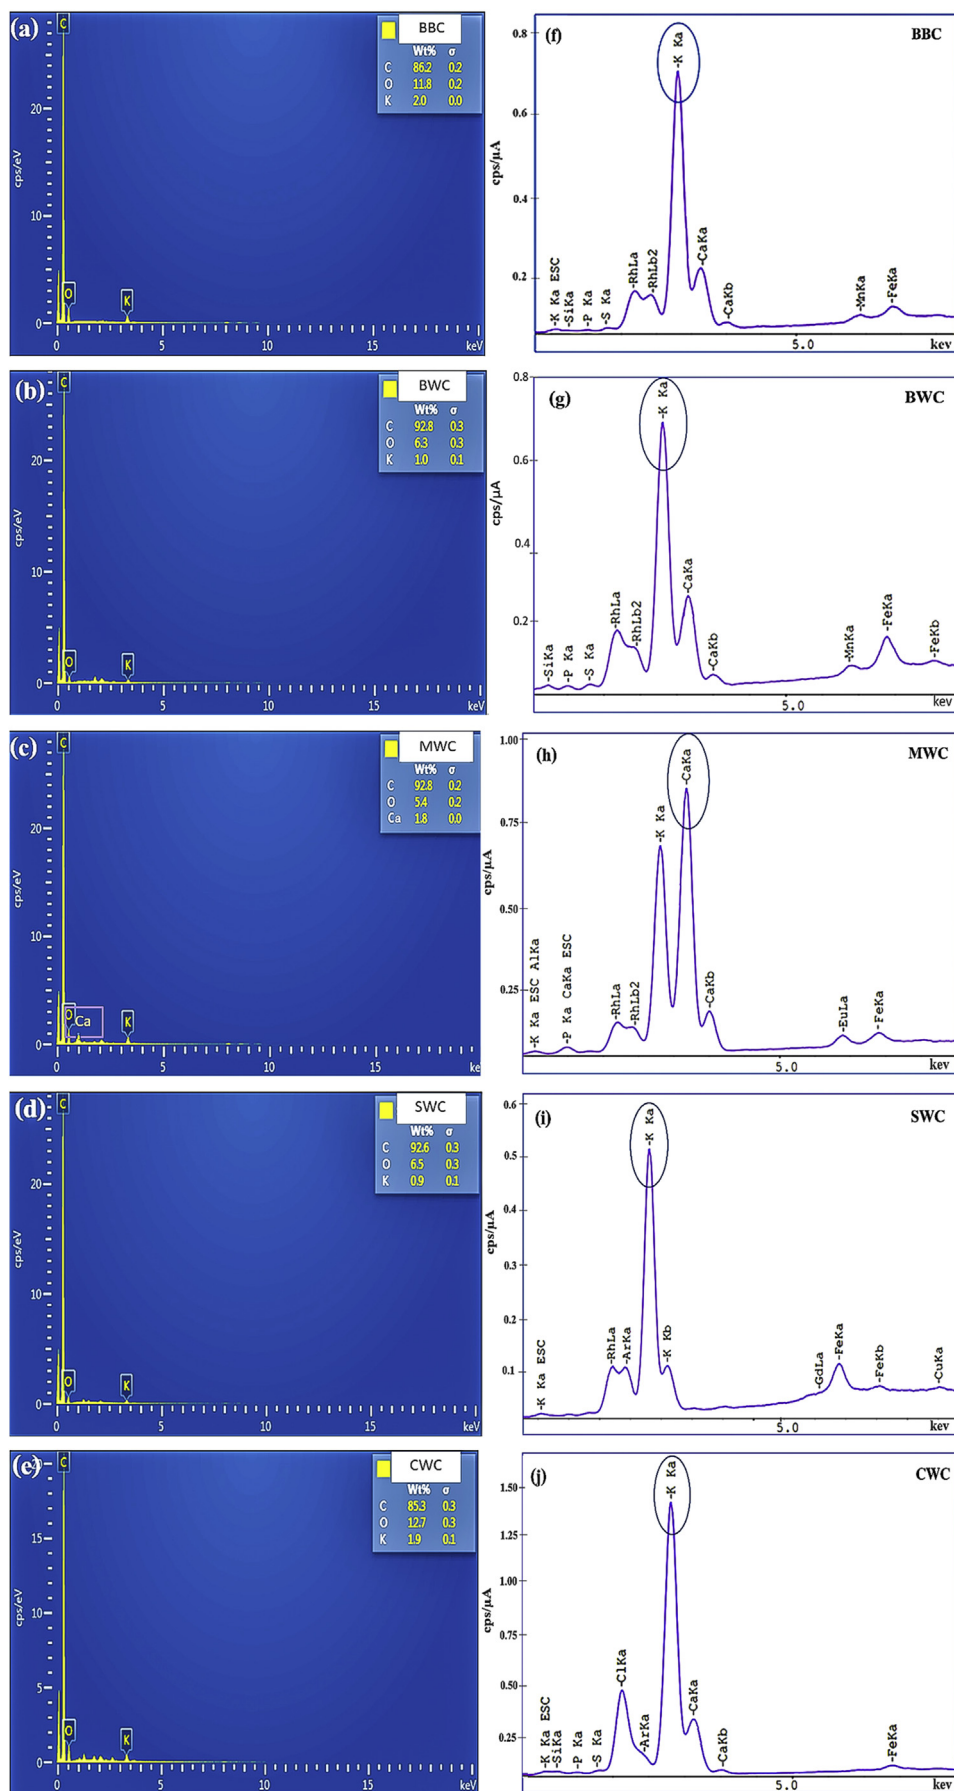 (a)
C
BBC
Wt% σ
C 86.2 0.2
O 11.8 0.2
K 2.0 0.0
cps/eV
20
10
0
O
K
0 5 10 15 keV
(f)
BBC
cps/µA
0.8
0.6
0.4
0.2
-K Ka ESC
-SiKa
-P Ka
-S Ka
-RhLa
-RhLb2
-K Ka
-CaKa
-CaKb
-MnKa
-FeKa
5.0
kev
(b)
C
BWC
Wt% σ
C 92.8 0.3
O 6.3 0.3
K 1.0 0.1
cps/eV
20
10
0
O
K
0 5 10 15 keV
(g)
BWC
cps/µA
0.8
0.6
0.4
0.2
-SiKa
-P Ka
-S Ka
-RhLa
-RhLb2
-K Ka
-CaKa
-CaKb
-MnKa
-FeKa
-FeKb
5.0
kev
(c)
C
MWC
Wt% σ
C 92.8 0.2
O 5.4 0.2
Ca 1.8 0.0
cps/eV
20
10
0
O
Ca
K
0 5 10 15 keV
(h)
MWC
cps/µA
1.00
0.75
0.50
0.25
-K Ka ESC AlKa
-P Ka CaKa ESC
-RhLa
-RhLb2
-K Ka
-CaKa
-CaKb
-EuLa
-FeKa
5.0
kev
(d)
C
SWC
Wt% σ
C 92.6 0.3
O 6.5 0.3
K 0.9 0.1
cps/eV
20
10
0
O
K
0 5 10 15 keV
(i)
SWC
cps/µA
0.6
0.5
0.4
0.3
0.2
0.1
-K Ka ESC
-RhLa
-ArKa
-K Ka
-K Kb
-GdLa
-FeKa
-FeKb
-CuKa
5.0
kev
(e)
C
CWC
Wt% σ
C 85.3 0.3
O 12.7 0.3
K 1.9 0.1
cps/eV
20
15
10
5
0
O
K
0 5 10 15 keV
(j)
CWC
cps/µA
1.50
1.25
1.00
0.75
0.50
0.25
-K Ka ESC
-SiKa
-P Ka
-S Ka
-ClKa
-ArKa
-K Ka
-CaKa
-CaKb
-FeKa
5.0
kev